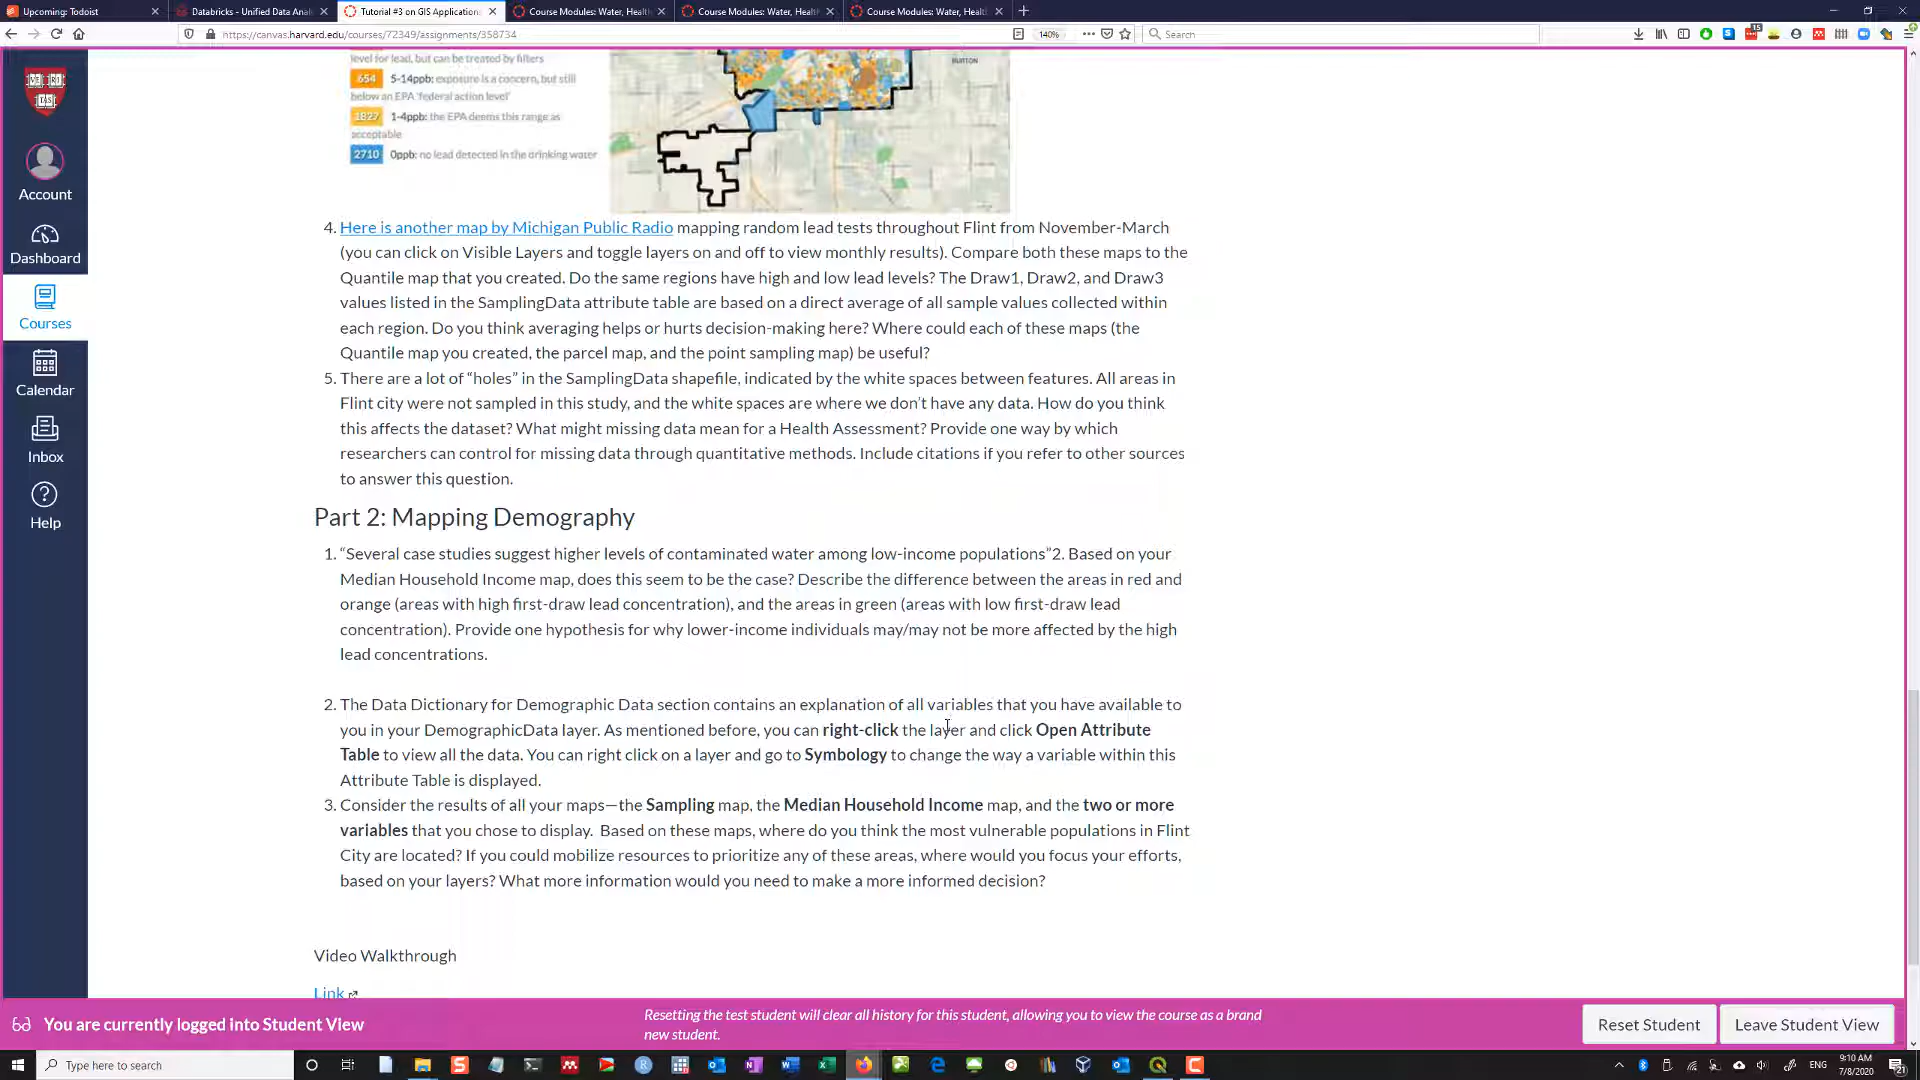 Upcoming: Todoist
Databricks - Unified Data Anal
Tutorial #3 on GIS Applications
Course Modules: Water, Health
Course Modules: Water, Healt
Course Modules: Water, Healt
https://canvas.harvard.edu/courses/72349/assignments/358734
140%
Search
level for lead, but can be treated by filters
654 5-14ppb: exposure is a concern, but still
below an EPA 'federal action level'
1827 1-4ppb: the EPA deems this range as
acceptable
2710 0ppb: no lead detected in the drinking water
BURTON
Account
Dashboard
Courses
Calendar
Inbox
Help
4. Here is another map by Michigan Public Radio mapping random lead tests throughout Flint from November-March
(you can click on Visible Layers and toggle layers on and off to view monthly results). Compare both these maps to the
Quantile map that you created. Do the same regions have high and low lead levels? The Draw1, Draw2, and Draw3
values listed in the SamplingData attribute table are based on a direct average of all sample values collected within
each region. Do you think averaging helps or hurts decision-making here? Where could each of these maps (the
Quantile map you created, the parcel map, and the point sampling map) be useful?
5. There are a lot of “holes” in the SamplingData shapefile, indicated by the white spaces between features. All areas in
Flint city were not sampled in this study, and the white spaces are where we don’t have any data. How do you think
this affects the dataset? What might missing data mean for a Health Assessment? Provide one way by which
researchers can control for missing data through quantitative methods. Include citations if you refer to other sources
to answer this question.
Part 2: Mapping Demography
1. “Several case studies suggest higher levels of contaminated water among low-income populations”2. Based on your
Median Household Income map, does this seem to be the case? Describe the difference between the areas in red and
orange (areas with high first-draw lead concentration), and the areas in green (areas with low first-draw lead
concentration). Provide one hypothesis for why lower-income individuals may/may not be more affected by the high
lead concentrations.
2. The Data Dictionary for Demographic Data section contains an explanation of all variables that you have available to
you in your DemographicData layer. As mentioned before, you can right-click the layer and click Open Attribute
Table to view all the data. You can right click on a layer and go to Symbology to change the way a variable within this
Attribute Table is displayed.
3. Consider the results of all your maps—the Sampling map, the Median Household Income map, and the two or more
variables that you chose to display. Based on these maps, where do you think the most vulnerable populations in Flint
City are located? If you could mobilize resources to prioritize any of these areas, where would you focus your efforts,
based on your layers? What more information would you need to make a more informed decision?
Video Walkthrough
Link
You are currently logged into Student View
Resetting the test student will clear all history for this student, allowing you to view the course as a brand
new student.
Reset Student
Leave Student View
Type here to search
ENG
9:10 AM
7/8/2020